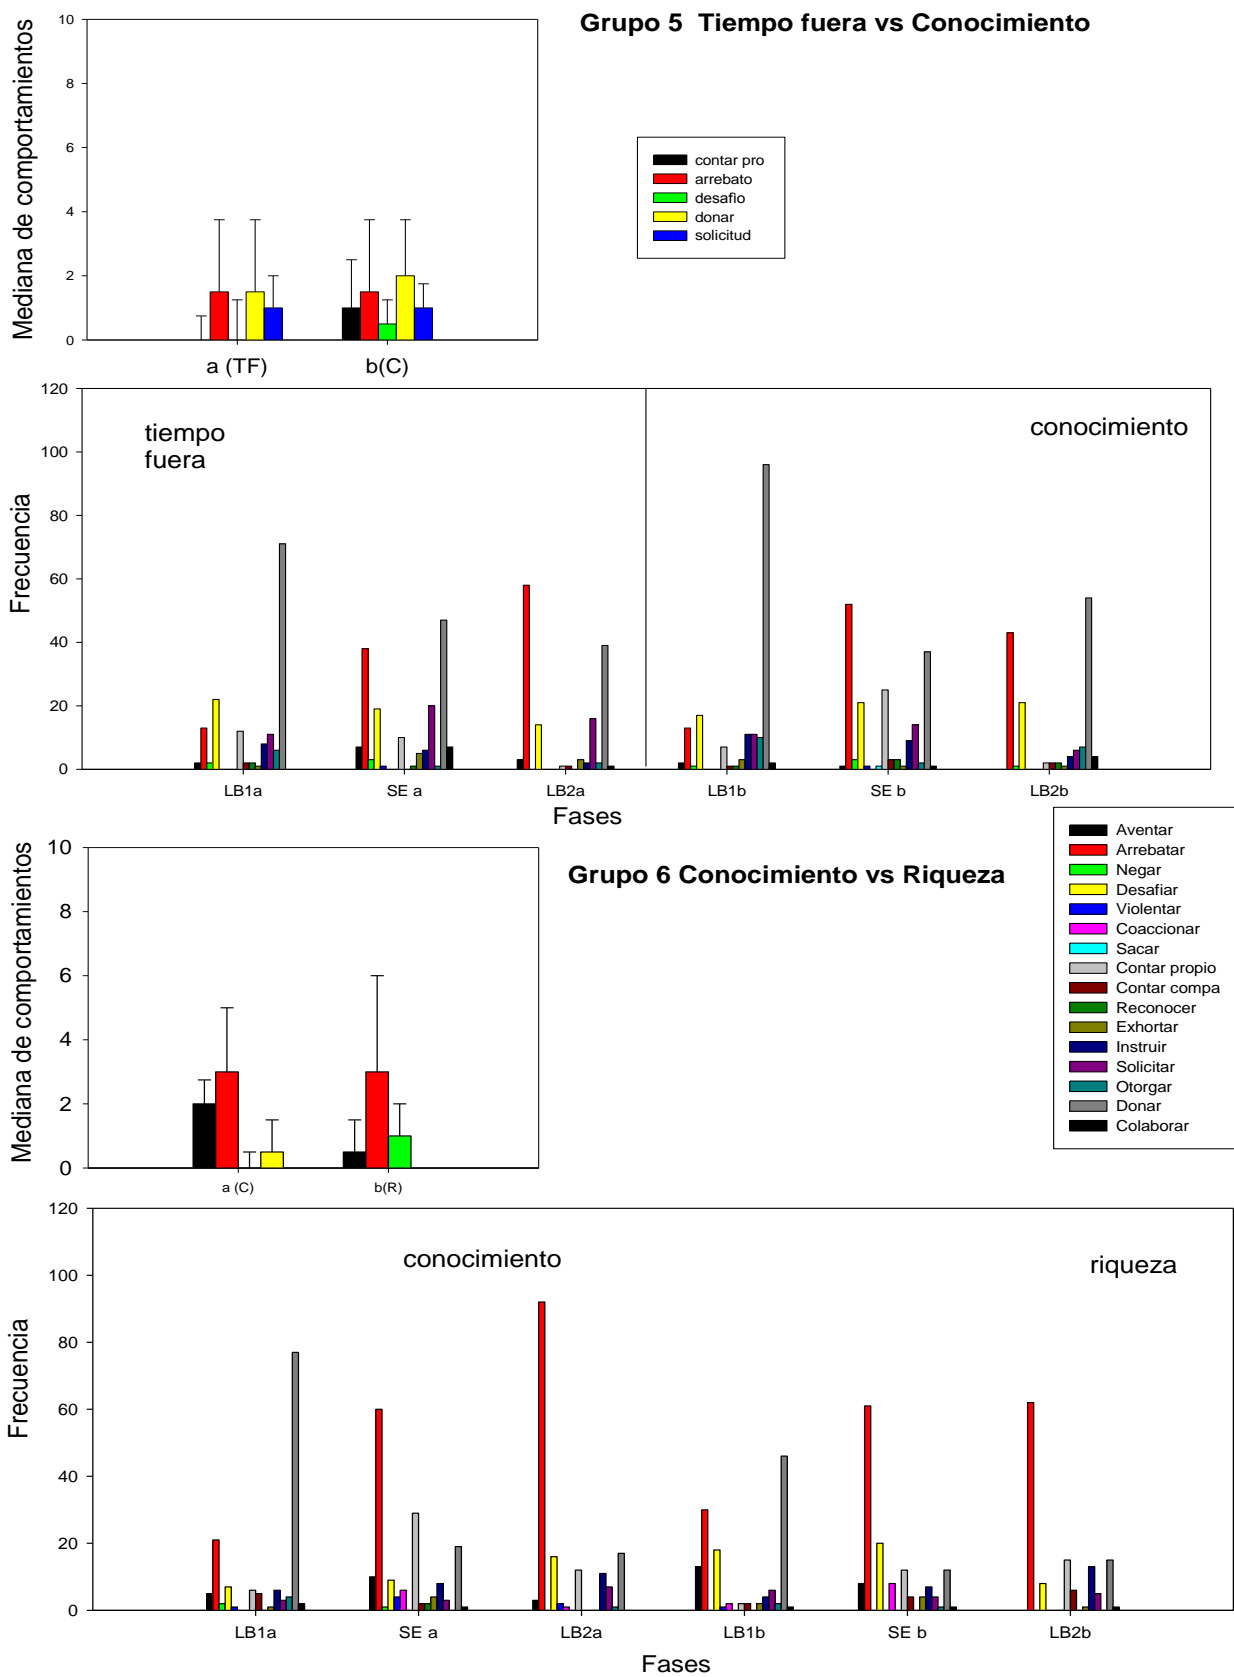 Grupo 5 Tiempo fuera vs Conocimiento
Mediana de comportamientos
10
8
6
4
2
0
a (TF)
b(C)
contar pro
arrebato
desafio
donar
solicitud
Frecuencia
120
100
80
60
40
20
0
tiempo
fuera
conocimiento
LB1a
SE a
LB2a
LB1b
SE b
LB2b
Fases
Grupo 6 Conocimiento vs Riqueza
Mediana de comportamientos
10
8
6
4
2
0
a (C)
b(R)
Aventar
Arrebatar
Negar
Desafiar
Violentar
Coaccionar
Sacar
Contar propio
Contar compa
Reconocer
Exhortar
Instruir
Solicitar
Otorgar
Donar
Colaborar
Frecuencia
120
100
80
60
40
20
0
conocimiento
riqueza
LB1a
SE a
LB2a
LB1b
SE b
LB2b
Fases